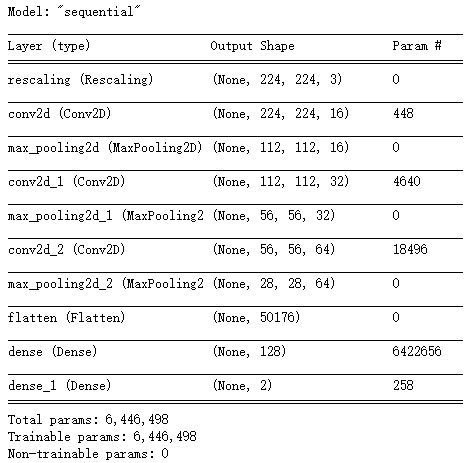 Model: "sequential"
Layer (type) Output Shape Param #
rescaling (Rescaling) (None, 224, 224, 3) 0
conv2d (Conv2D) (None, 224, 224, 16) 448
max_pooling2d (MaxPooling2D) (None, 112, 112, 16) 0
conv2d_1 (Conv2D) (None, 112, 112, 32) 4640
max_pooling2d_1 (MaxPooling2 (None, 56, 56, 32) 0
conv2d_2 (Conv2D) (None, 56, 56, 64) 18496
max_pooling2d_2 (MaxPooling2 (None, 28, 28, 64) 0
flatten (Flatten) (None, 50176) 0
dense (Dense) (None, 128) 6422656
dense_1 (Dense) (None, 2) 258
Total params: 6,446,498
Trainable params: 6,446,498
Non-trainable params: 0